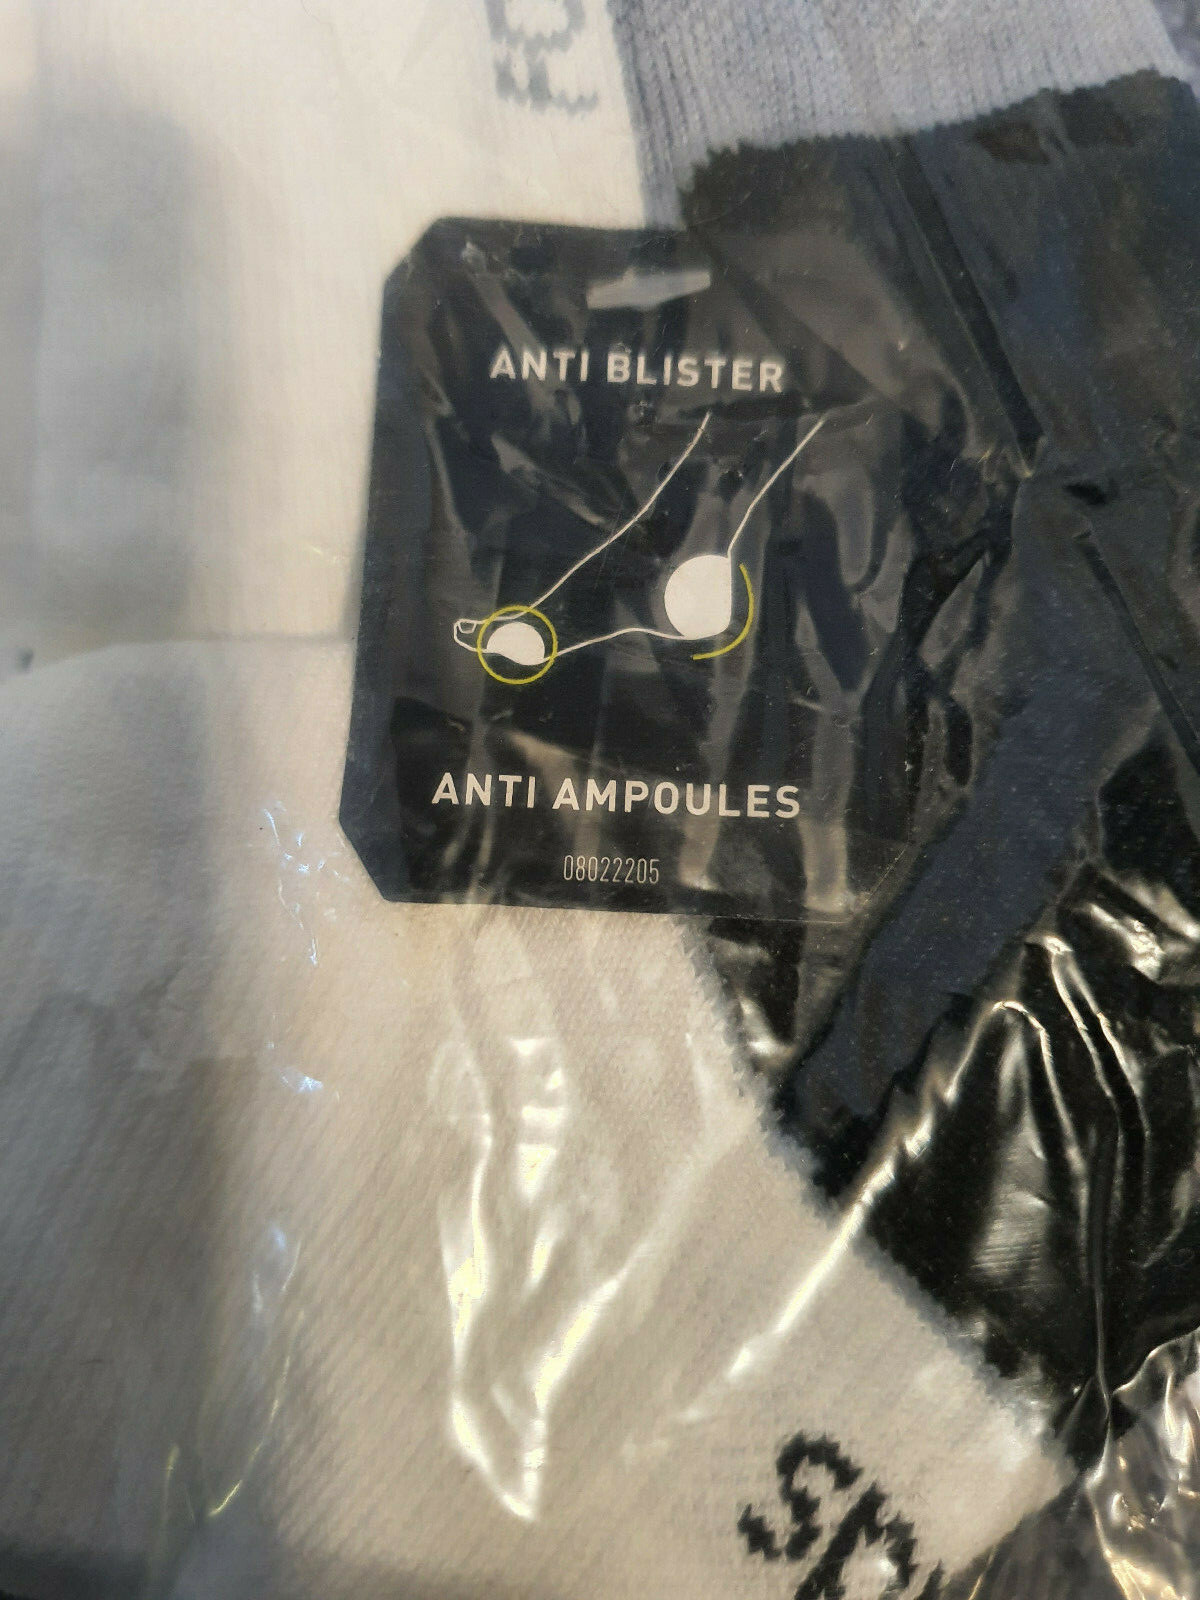 ANTI BLISTER
ANTI AMPOULES
08022205